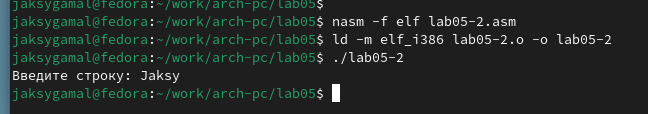 jaksygamal@fedora:~/work/arch-pc/lab05$
jaksygamal@fedora:~/work/arch-pc/lab05$ nasm -f elf lab05-2.asm
jaksygamal@fedora:~/work/arch-pc/lab05$ ld -m elf_i386 lab05-2.o -o lab05-2
jaksygamal@fedora:~/work/arch-pc/lab05$ ./lab05-2
Введите строку: Jaksy
jaksygamal@fedora:~/work/arch-pc/lab05$